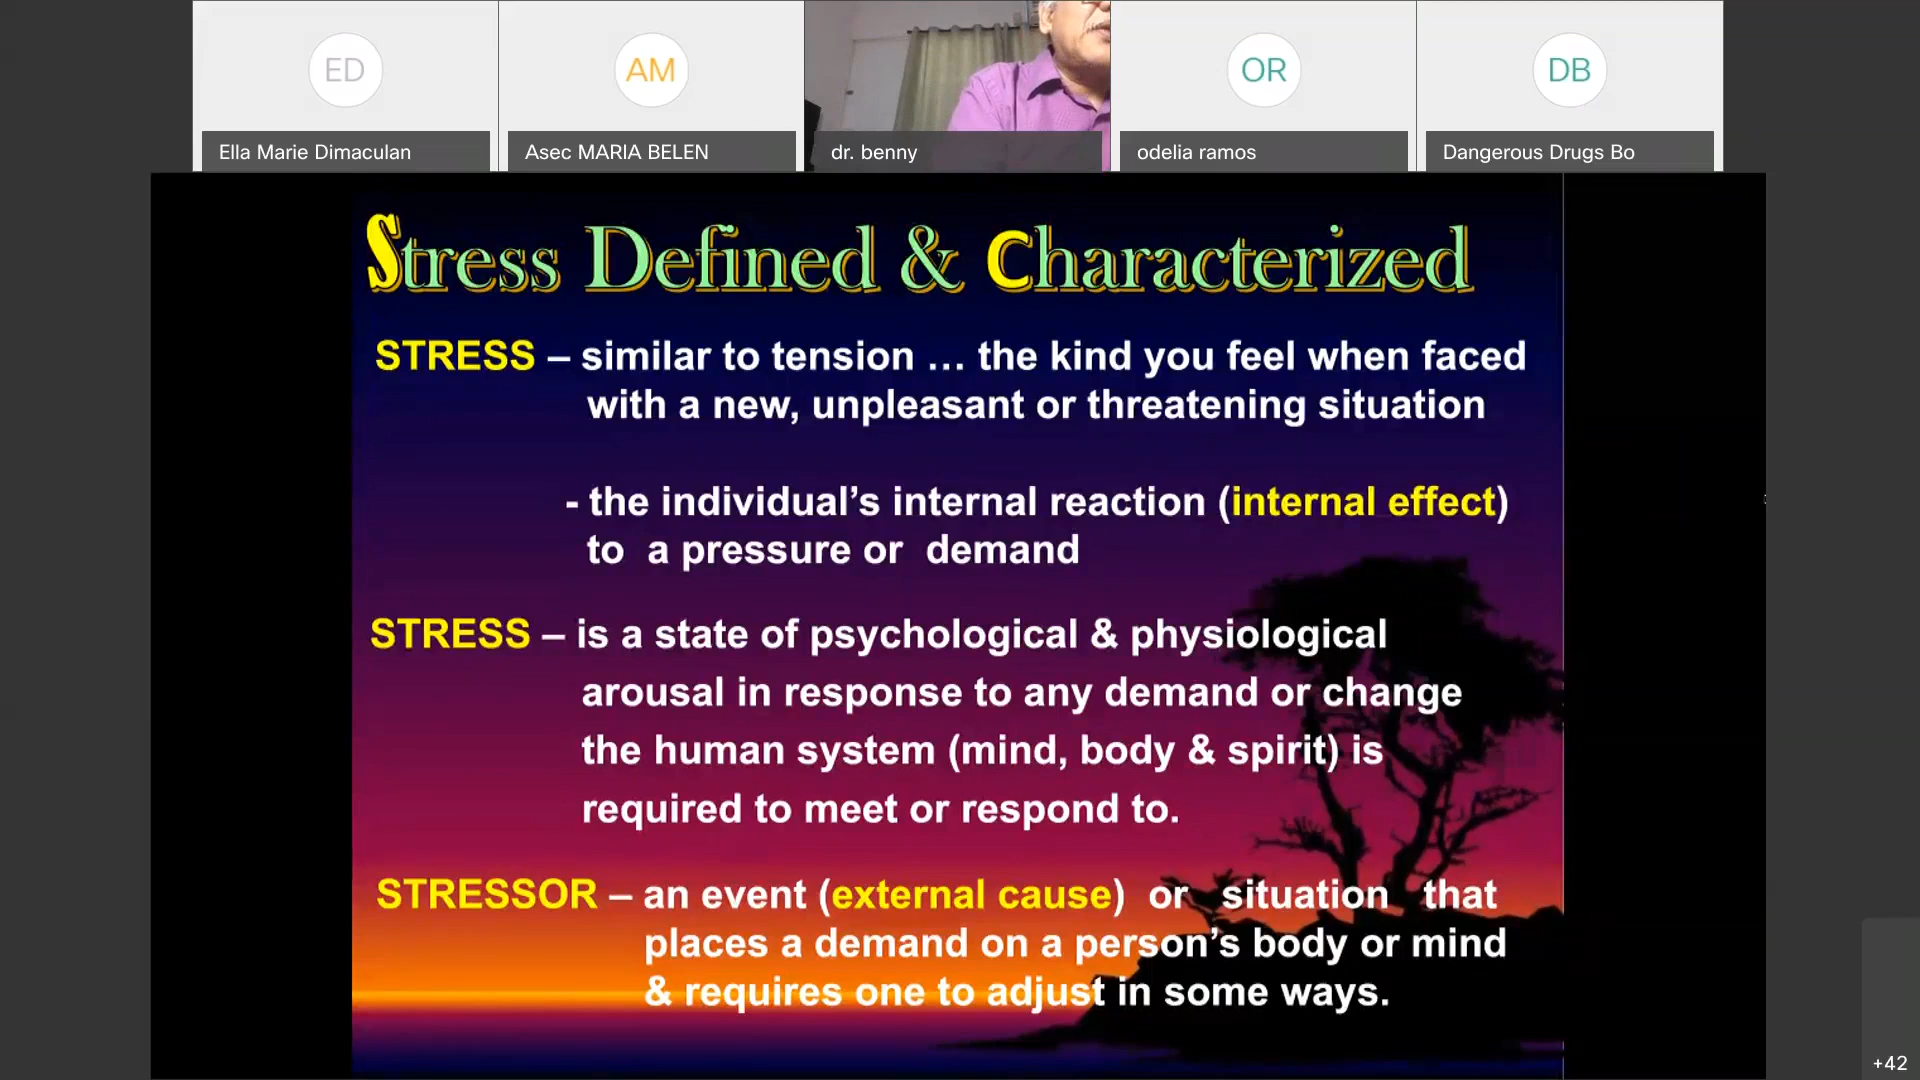 ED
AM
OR
DB
Ella Marie Dimaculan
Asec MARIA BELEN
dr. benny
odelia ramos
Dangerous Drugs Bo
Stress Defined & Characterized
STRESS – similar to tension … the kind you feel when faced
with a new, unpleasant or threatening situation
- the individual’s internal reaction (internal effect)
to a pressure or demand
STRESS – is a state of psychological & physiological
arousal in response to any demand or change
the human system (mind, body & spirit) is
required to meet or respond to.
STRESSOR – an event (external cause) or situation that
places a demand on a person’s body or mind
& requires one to adjust in some ways.
+42